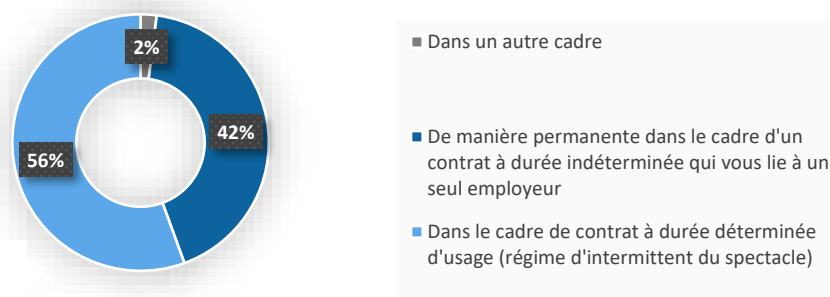 2%
42%
56%
Dans un autre cadre
De manière permanente dans le cadre d'un
contrat à durée indéterminée qui vous lie à un
seul employeur
Dans le cadre de contrat à durée déterminée
d'usage (régime d'intermittent du spectacle)